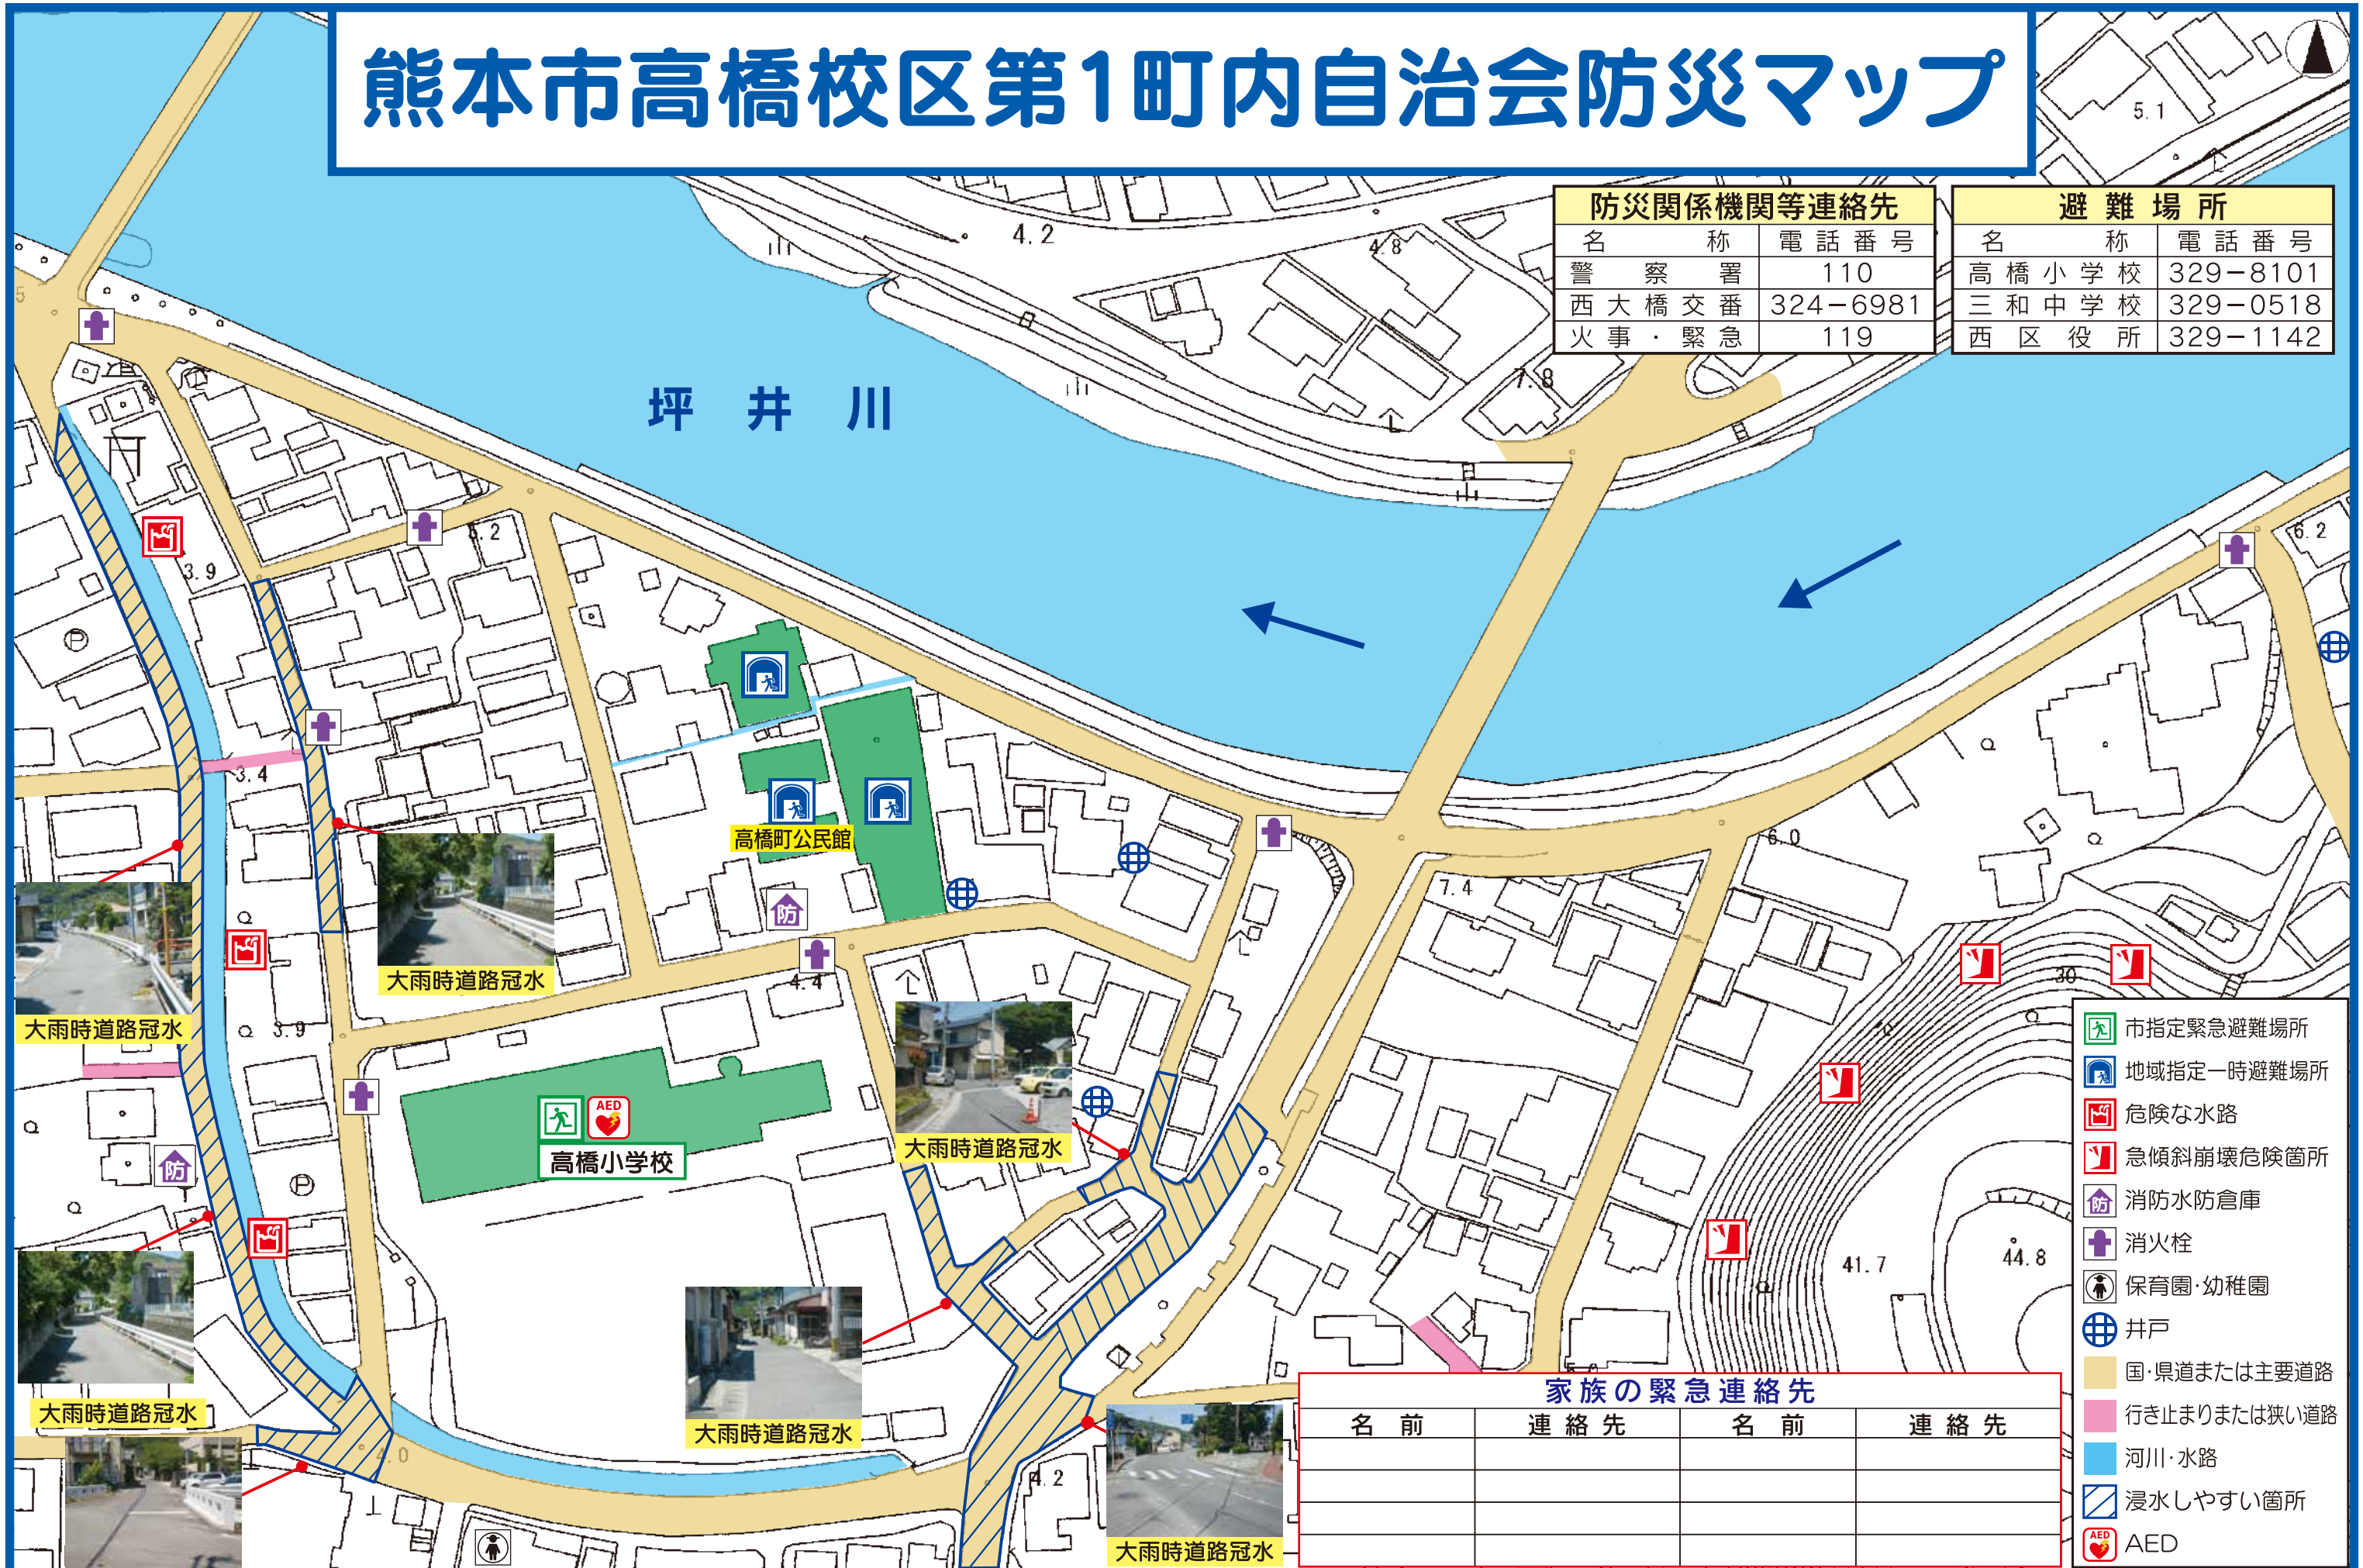 熊本市高橋校区第1町内自治会防災マップ
5.1
防災関係機関等連絡先
名称 電話番号
警察署 110
西大橋交番 324-6981
火事・緊急 119
避難場所
名称 電話番号
高橋小学校 329-8101
三和中学校 329-0518
西区役所 329-1142
4.2
4.8
7.8
5
坪井川
5.2
6.2
3.9
P
3.4
高橋町公民館
防
6.0
7.4
大雨時道路冠水
大雨時道路冠水
4.4
3.9
30
AED
高橋小学校
大雨時道路冠水
防
P
41.7
44.8
大雨時道路冠水
大雨時道路冠水
4.0
4.2
大雨時道路冠水
家族の緊急連絡先
名前 連絡先 名前 連絡先
市指定緊急避難場所
地域指定一時避難場所
危険な水路
急傾斜崩壊危険箇所
防 消防水防倉庫
消火栓
保育園・幼稚園
井戸
国・県道または主要道路
行き止まりまたは狭い道路
河川・水路
浸水しやすい箇所
AED AED